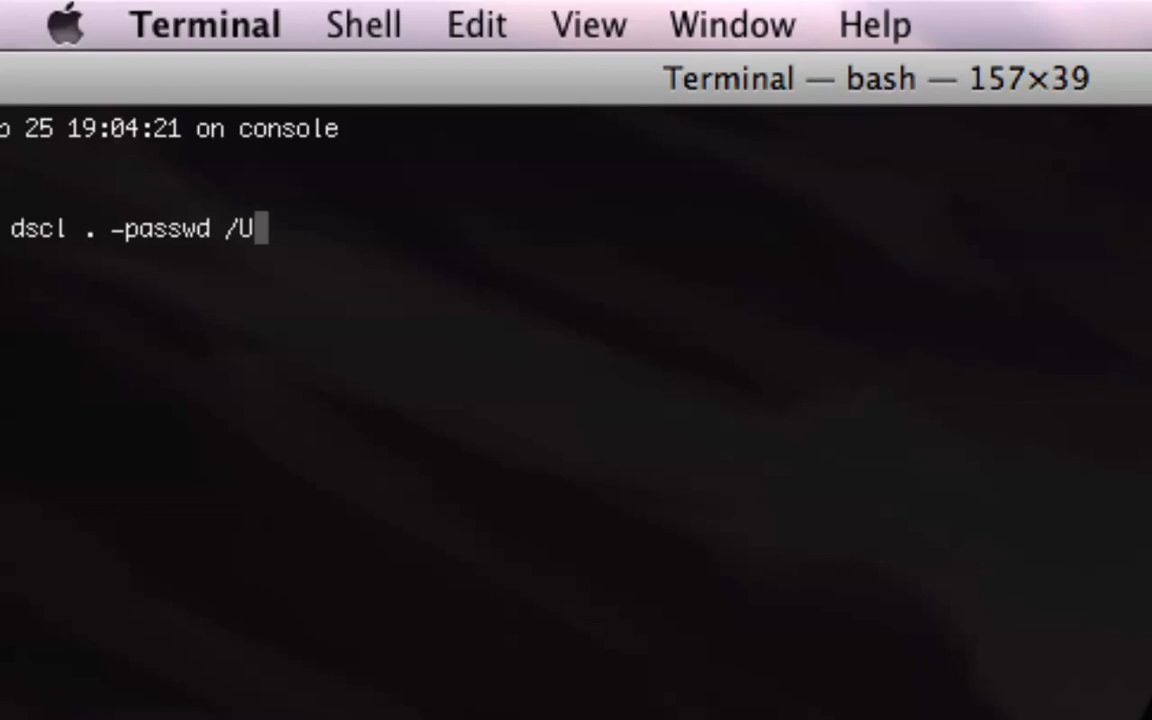 Terminal Shell Edit View Window Help
Terminal — bash — 157×39
25 19:04:21 on console
dscl . -passwd /U